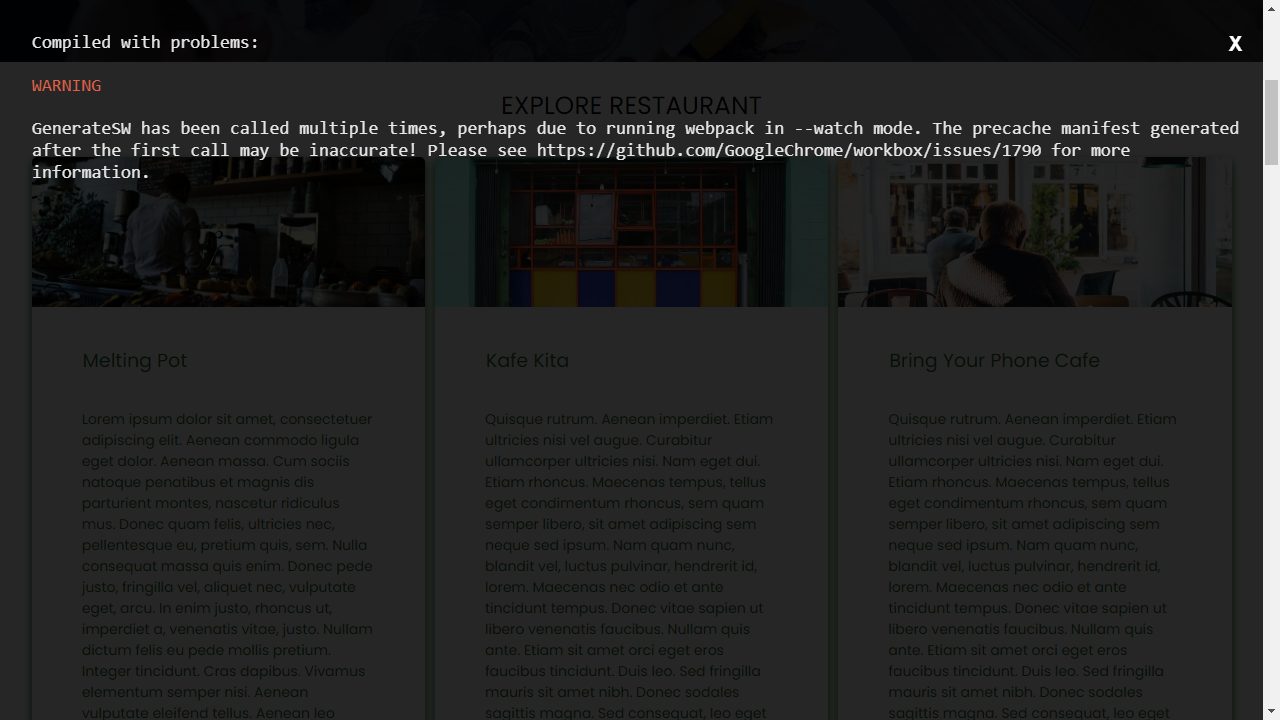 Compiled with problems:
X
WARNING
EXPLORE RESTAURANT
GenerateSW has been called multiple times, perhaps due to running webpack in --watch mode. The precache manifest generated
after the first call may be inaccurate! Please see https://github.com/GoogleChrome/workbox/issues/1790 for more
information.
Melting Pot
Lorem ipsum dolor sit amet, consectetuer
adipiscing elit. Aenean commodo ligula
eget dolor. Aenean massa. Cum sociis
natoque penatibus et magnis dis
parturient montes, nascetur ridiculus
mus. Donec quam felis, ultricies nec,
pellentesque eu, pretium quis, sem. Nulla
consequat massa quis enim. Donec pede
justo, fringilla vel, aliquet nec, vulputate
eget, arcu. In enim justo, rhoncus ut,
imperdiet a, venenatis vitae, justo. Nullam
dictum felis eu pede mollis pretium.
Integer tincidunt. Cras dapibus. Vivamus
elementum semper nisi. Aenean
vulputate eleifend tellus. Aenean leo
Kafe Kita
Quisque rutrum. Aenean imperdiet. Etiam
ultricies nisi vel augue. Curabitur
ullamcorper ultricies nisi. Nam eget dui.
Etiam rhoncus. Maecenas tempus, tellus
eget condimentum rhoncus, sem quam
semper libero, sit amet adipiscing sem
neque sed ipsum. Nam quam nunc,
blandit vel, luctus pulvinar, hendrerit id,
lorem. Maecenas nec odio et ante
tincidunt tempus. Donec vitae sapien ut
libero venenatis faucibus. Nullam quis
ante. Etiam sit amet orci eget eros
faucibus tincidunt. Duis leo. Sed fringilla
mauris sit amet nibh. Donec sodales
sagittis magna. Sed consequat, leo eget
Bring Your Phone Cafe
Quisque rutrum. Aenean imperdiet. Etiam
ultricies nisi vel augue. Curabitur
ullamcorper ultricies nisi. Nam eget dui.
Etiam rhoncus. Maecenas tempus, tellus
eget condimentum rhoncus, sem quam
semper libero, sit amet adipiscing sem
neque sed ipsum. Nam quam nunc,
blandit vel, luctus pulvinar, hendrerit id,
lorem. Maecenas nec odio et ante
tincidunt tempus. Donec vitae sapien ut
libero venenatis faucibus. Nullam quis
ante. Etiam sit amet orci eget eros
faucibus tincidunt. Duis leo. Sed fringilla
mauris sit amet nibh. Donec sodales
sagittis magna. Sed consequat, leo eget